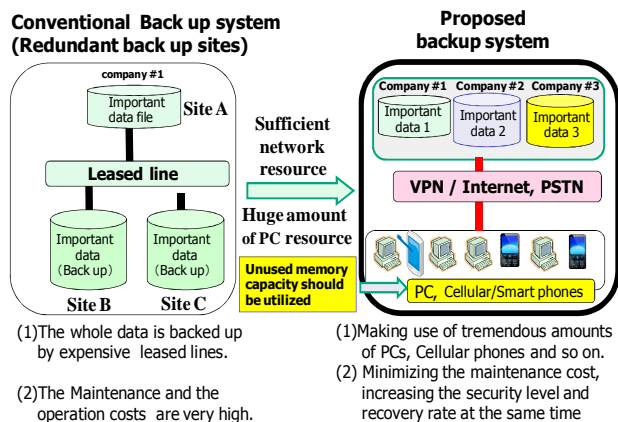 Conventional Back up system
(Redundant back up sites)
company #1
Important
data file
Site A
Leased line
Important
data
(Back up)
Important
data
(Back up)
Site B
Site C
(1)The whole data is backed up
by expensive leased lines.
(2)The Maintenance and the
operation costs are very high.
Sufficient
network
resource
Huge amount
of PC resource
Unused memory
capacity should
be utilized
Proposed
backup system
Company #1
Company #2
Company #3
Important
data 1
Important
data 2
Important
data 3
VPN / Internet, PSTN
PC, Cellular/Smart phones
(1)Making use of tremendous amounts
of PCs, Cellular phones and so on.
(2) Minimizing the maintenance cost,
increasing the security level and
recovery rate at the same time